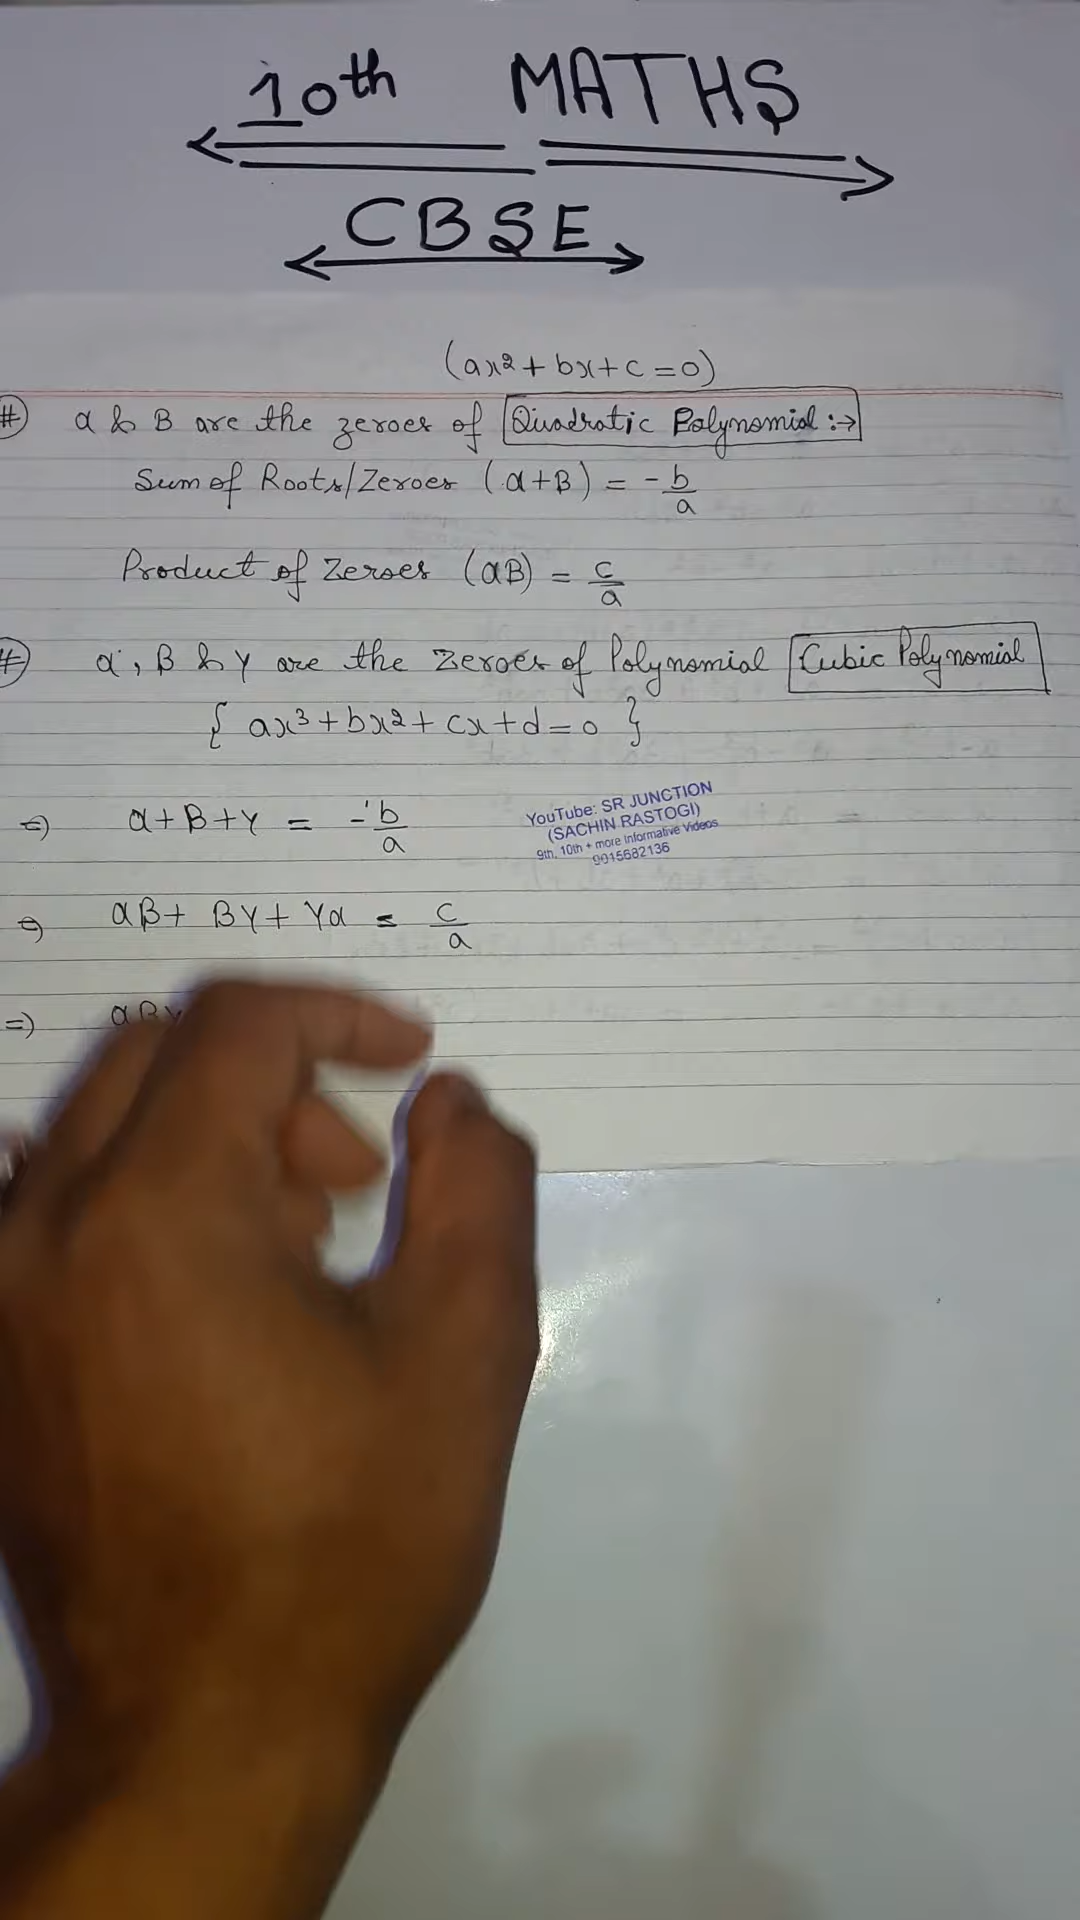 10th MATHS
CBSE
(ax²+bx+c=0)
# α & β are the zeroes of Quadratic Polynomial :→
Sum of Roots/Zeroes (α+β) = -b/a
Product of Zeroes (αβ) = c/a
# α, β & γ are the Zeroes of Polynomial Cubic Polynomial
{ ax³+bx²+cx+d=0 }
⇒ α+β+γ = -b/a
⇒ αβ+βγ+γα = c/a
⇒ αβγ
YouTube: SR JUNCTION
(SACHIN RASTOGI)
9th, 10th + more Informative Videos
9015682136